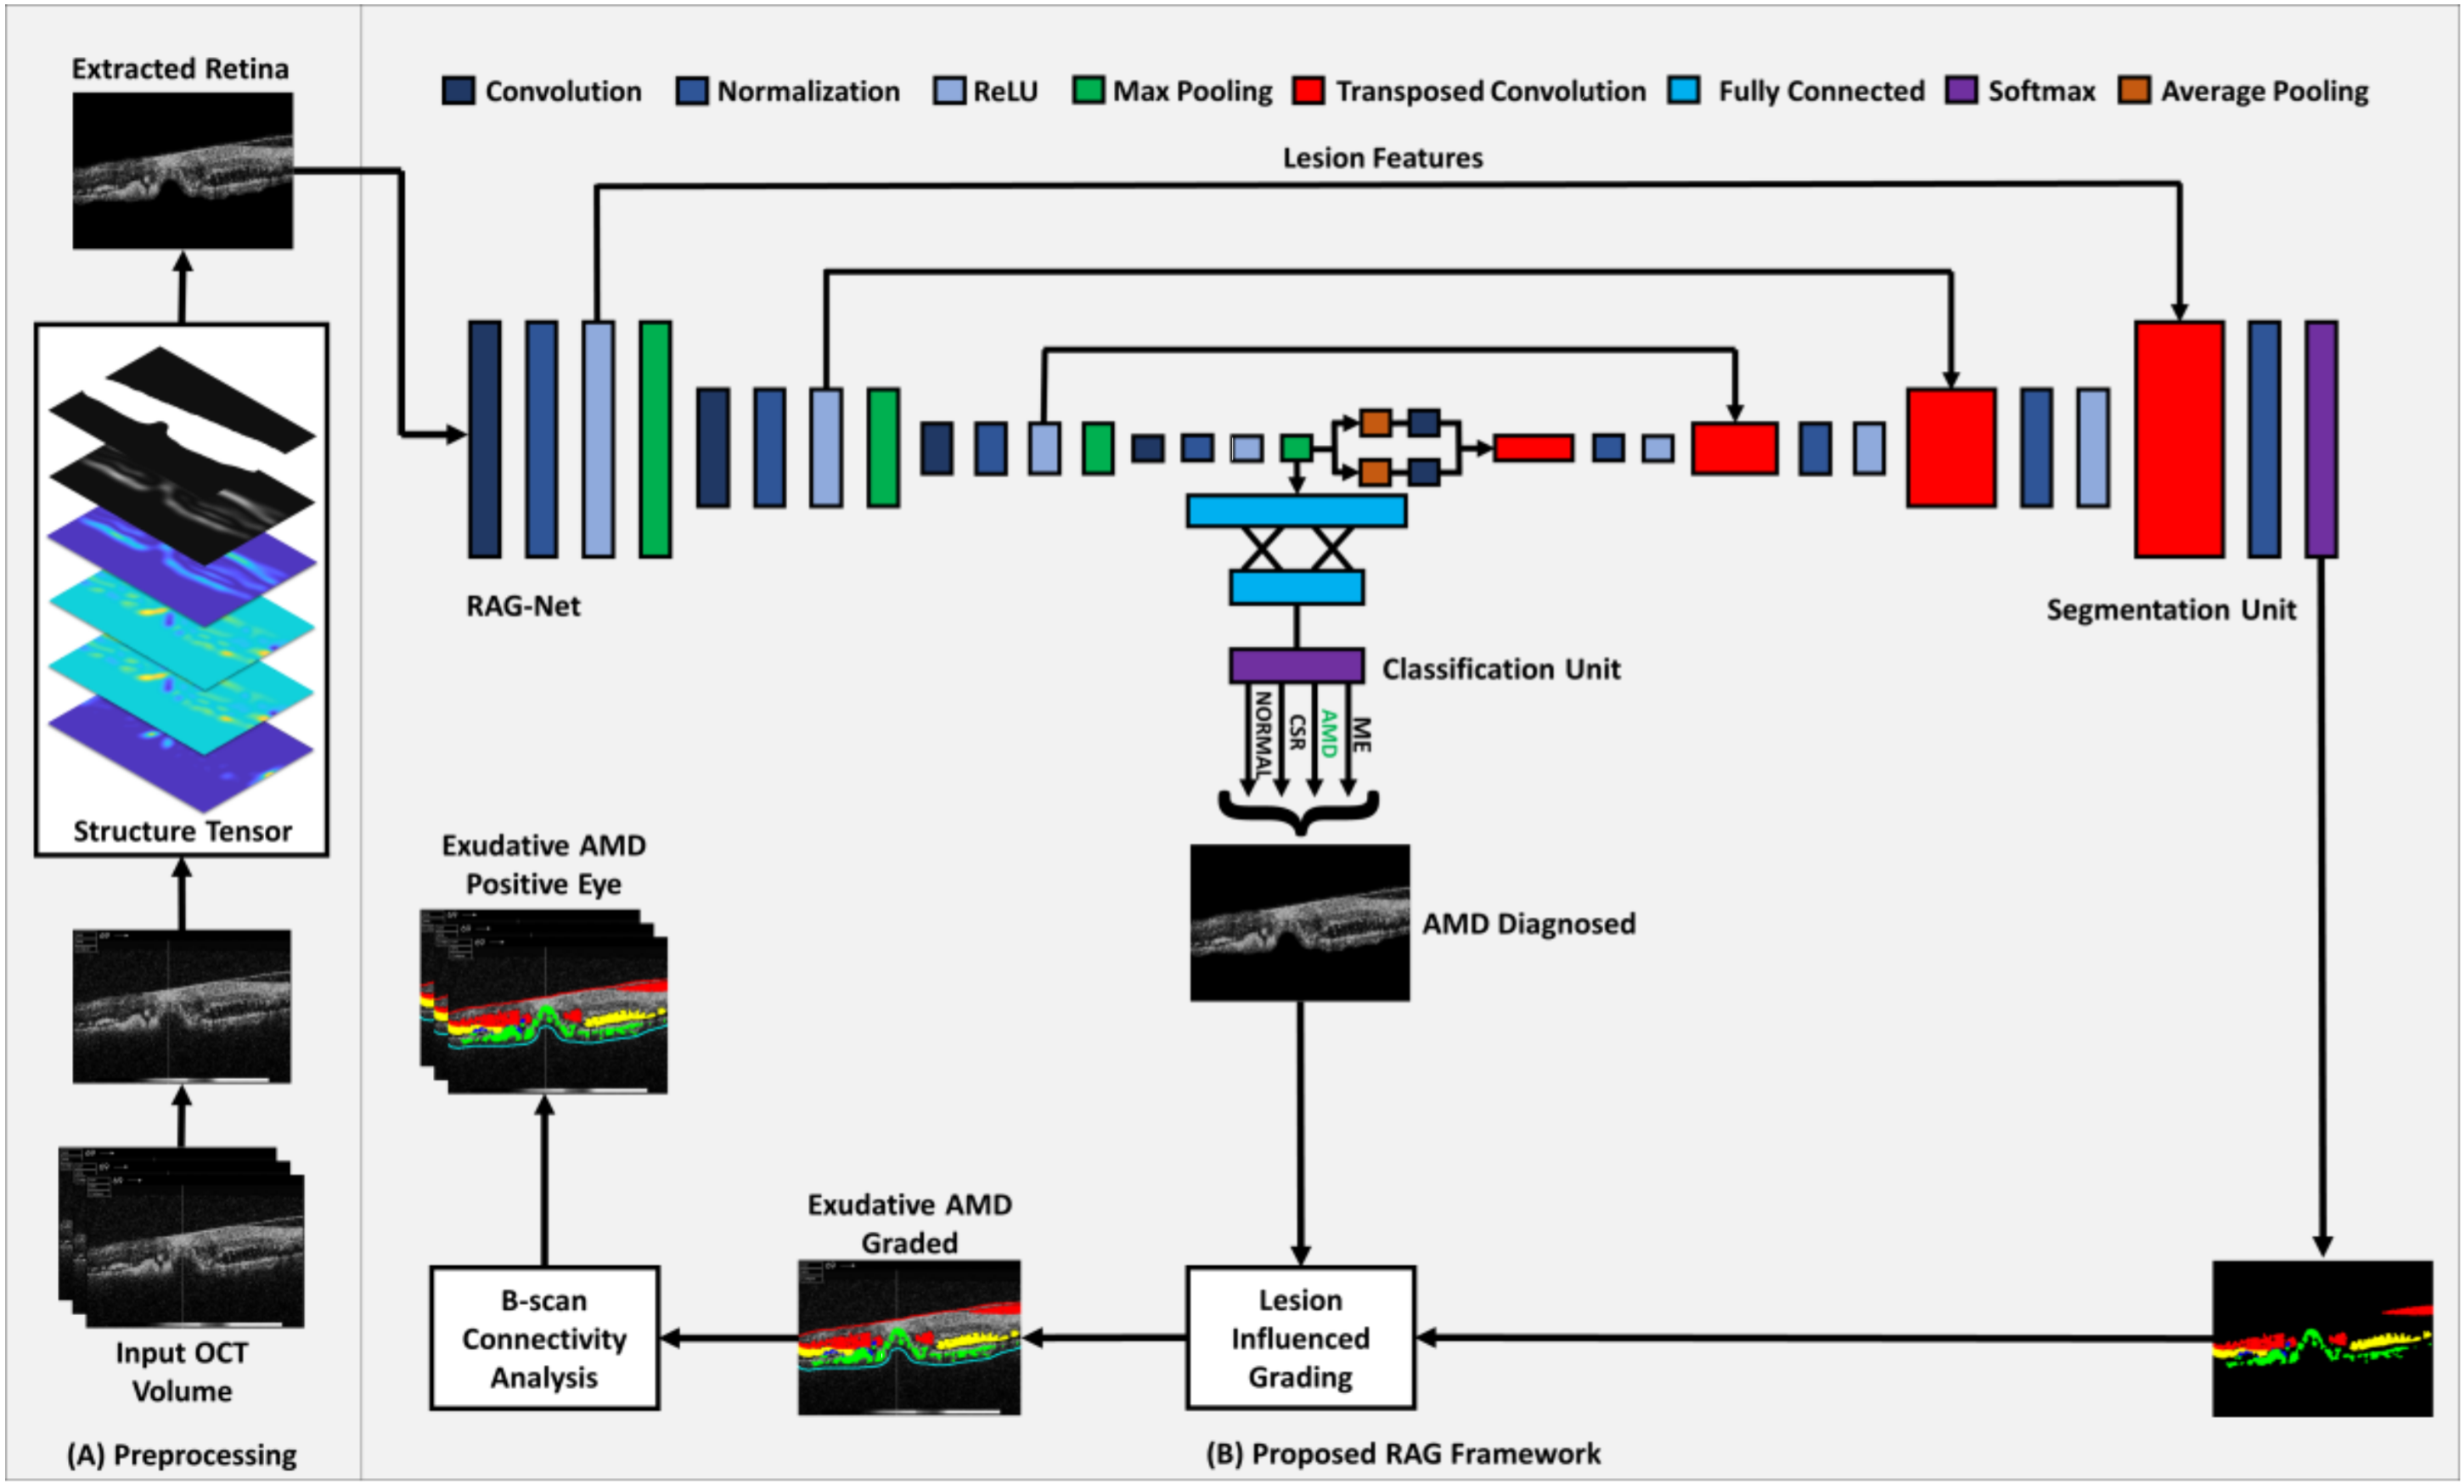 Extracted Retina
Convolution
Normalization
ReLU
Max Pooling
Transposed Convolution
Fully Connected
Softmax
Average Pooling
Lesion Features
RAG-Net
Segmentation Unit
Classification Unit
NORMAL
CSR
AMD
ME
Structure Tensor
Exudative AMD
Positive Eye
AMD Diagnosed
Exudative AMD
Graded
B-scan
Connectivity
Analysis
Lesion
Influenced
Grading
Input OCT
Volume
(A) Preprocessing
(B) Proposed RAG Framework